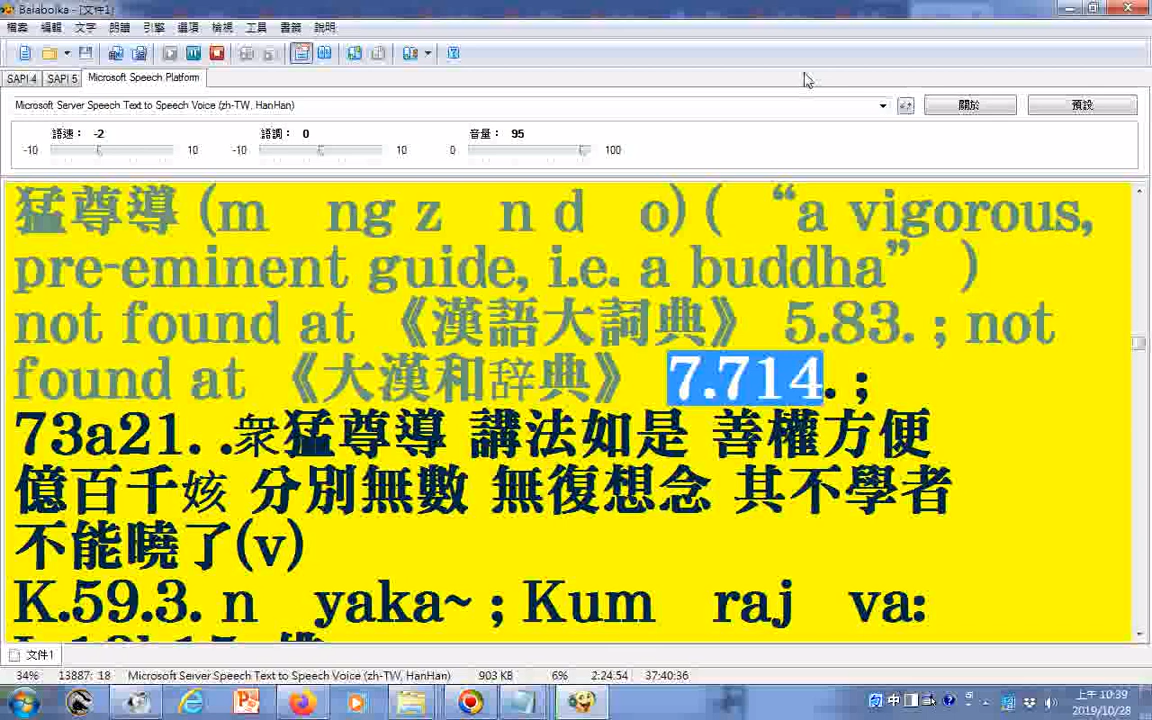 Balabolka - [文件1]
檔案 編輯 文字 朗讀 引擎 選項 檢視 工具 書籤 說明
SAPI 4 SAPI 5 Microsoft Speech Platform
Microsoft Server Speech Text to Speech Voice (zh-TW, HanHan) 關於 預設
語速： -2 語調： 0 音量： 95
-10 10 -10 10 0 100
猛尊導 (m ng z n d o) ( “a vigorous,
pre-eminent guide, i.e. a buddha” )
not found at 《漢語大詞典》 5.83. ; not
found at 《大漢和辞典》 7.714. ;
73a21. .衆猛尊導 講法如是 善權方便
億百千姟 分別無數 無復想念 其不學者
不能曉了(v)
K.59.3. n yaka~ ; Kum raj va:
文件1
34% 13887: 18 Microsoft Server Speech Text to Speech Voice (zh-TW, HanHan) 903 KB 6% 2:24:54 37:40:36
中
上午 10:39
2019/10/28